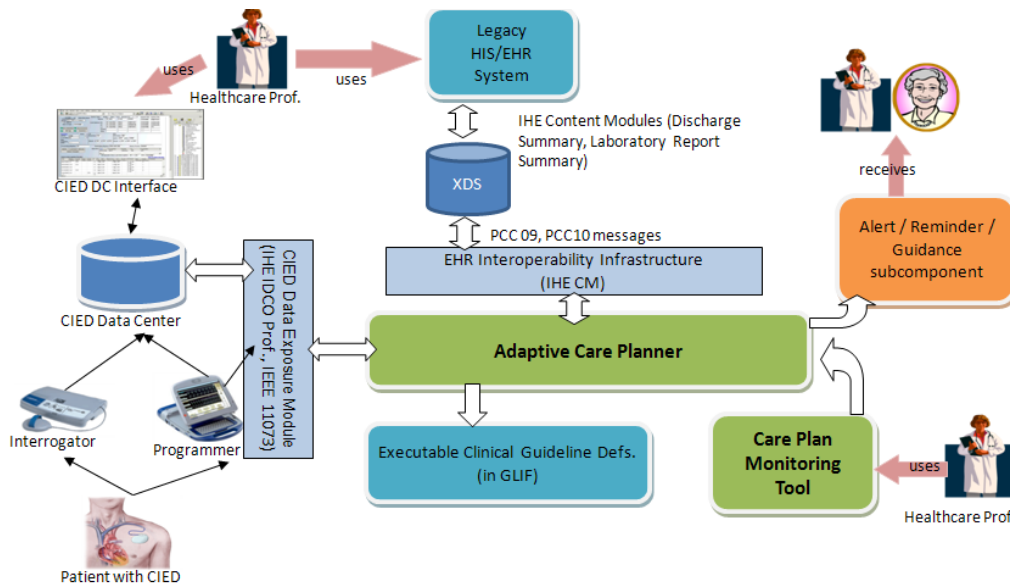 Legacy
HIS/EHR
System
uses
uses
Healthcare Prof.
IHE Content Modules (Discharge
Summary, Laboratory Report
Summary)
XDS
receives
CIED DC Interface
PCC 09, PCC10 messages
EHR Interoperability Infrastructure
(IHE CM)
Alert / Reminder /
Guidance
subcomponent
CIED Data Center
CIED Data Exposure Module
(IHE IDCO Prof., IEEE 11073)
Adaptive Care Planner
Interrogator
Programmer
Executable Clinical Guideline Defs.
(in GLIF)
Care Plan
Monitoring
Tool
uses
Healthcare Prof
Patient with CIED